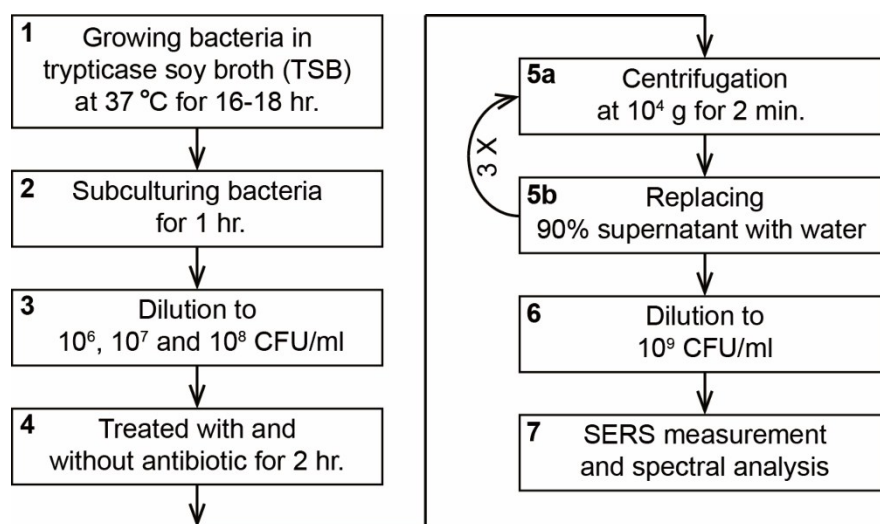 1 Growing bacteria in
trypticase soy broth (TSB)
at 37 °C for 16-18 hr.
2 Subculturing bacteria
for 1 hr.
3 Dilution to
10⁶, 10⁷ and 10⁸ CFU/ml
4 Treated with and
without antibiotic for 2 hr.
5a Centrifugation
at 10⁴ g for 2 min.
3 X
5b Replacing
90% supernatant with water
6 Dilution to
10⁹ CFU/ml
7 SERS measurement
and spectral analysis